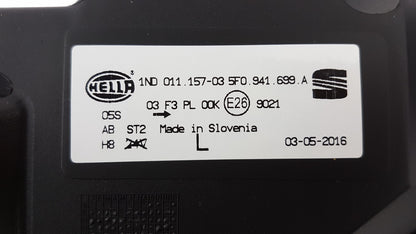 HELLA 1ND 011.157-03 5F0.941.699.A
03 F3 PL 00K E26 9021
05S
AB ST2 Made in Slovenia
H8 L 03-05-2016